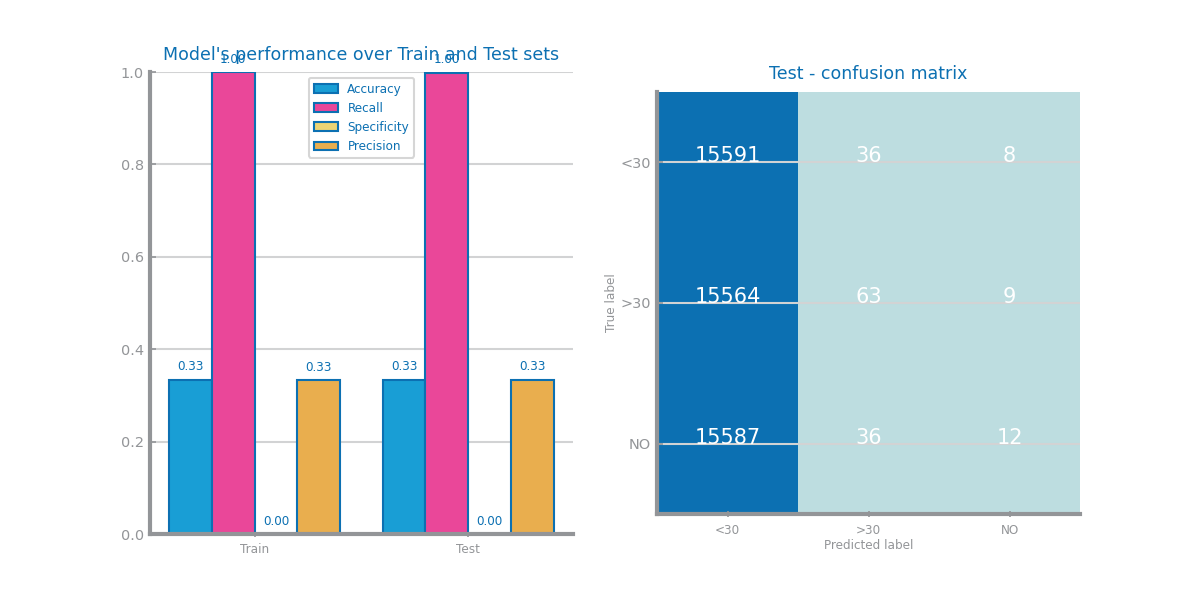 Model's performance over Train and Test sets
1.00
1.00
1.0
0.8
0.6
0.4
0.2
0.0
Accuracy
Recall
Specificity
Precision
0.33
0.33
0.33
0.33
0.00
0.00
Train
Test
Test - confusion matrix
True label
<30
15591
36
8
>30
15564
63
9
NO
15587
36
12
<30
>30
NO
Predicted label